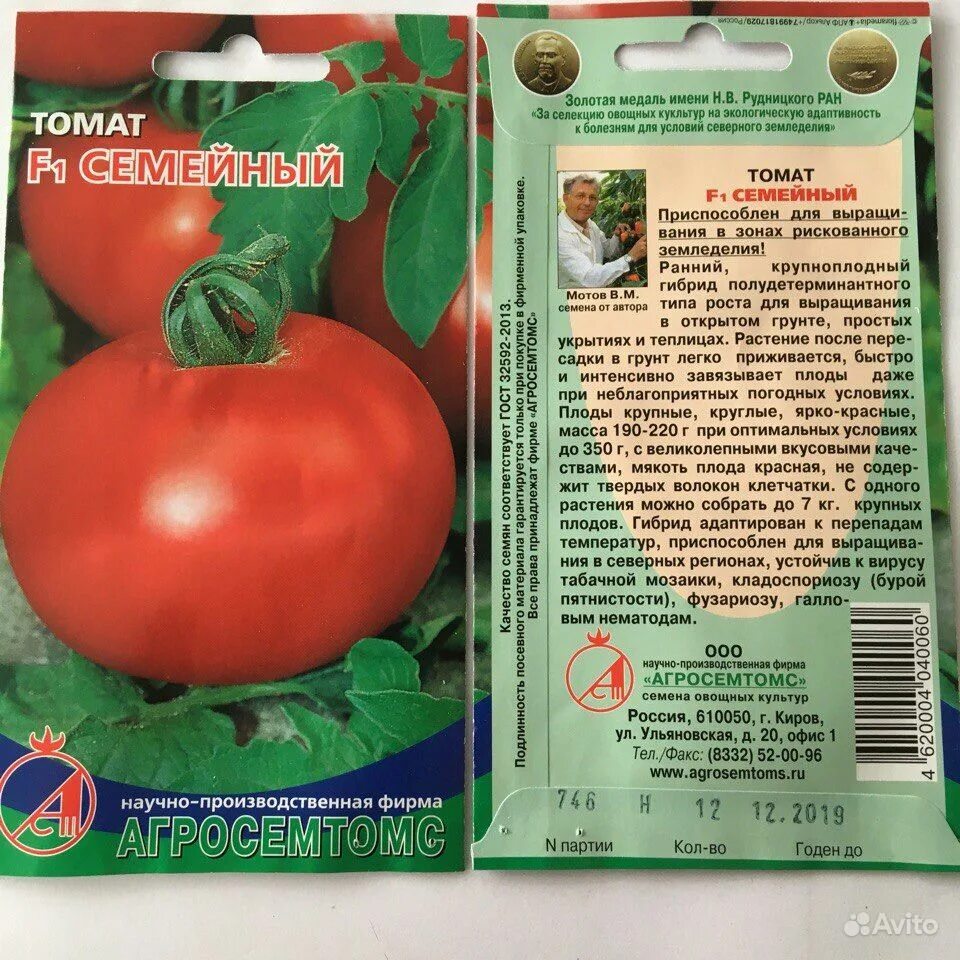 ТОМАТ
F1 СЕМЕЙНЫЙ
научно-производственная фирма
АГРОСЕМТОМС
Золотая медаль имени Н.В. Рудницкого РАН
«За селекцию овощных кукльтур на экологическую адаптивность
к болезням для условий северного земледелия»
ТОМАТ
F1 СЕМЕЙНЫЙ
Приспособлен для выращи-
вания в зонах рискованного
земледелия!
Мотов В.М.
семена от автора
Ранний, крупноплодный
гибрид полудетерминантного
типа роста для выращивания
в открытом грунте, простых
укрытиях и теплицах. Растение после пере-
садки в грунт легко приживается, быстро
и интенсивно завязывает плоды даже
при неблагоприятных погодных условиях.
Плоды крупные, круглые, ярко-красные,
масса 190-220 г при оптимальных условиях
до 350 г, с великолепными вкусовыми каче-
ствами, мякоть плода красная, не содер-
жит твердых волокон клетчатки. С одного
растения можно собрать до 7 кг. крупных
плодов. Гибрид адаптирован к перепадам
температур, приспособлен для выращива-
ния в северных регионах, устойчив к вирусу
табачной мозаики, кладоспориозу (бурой
пятнистости), фузариозу, галло-
вым нематодам.
Качество семян соответствует ГОСТ 32592-2013.
Подлинность посевного материала гарантируется только при покупке в фирменной упаковке.
Все права принадлежат фирме «АГРОСЕМТОМС»
ООО
научно-производственная фирма
«АГРОСЕМТОМС»
семена овощных культур
Россия, 610050, г. Киров,
ул. Ульяновская, д. 20, офис 1
Тел./Факс: (8332) 52-00-96
www.agrosemtoms.ru
4 620004 040060
746 Н 12 12.2019
N партии Кол-во Годен до
Avito